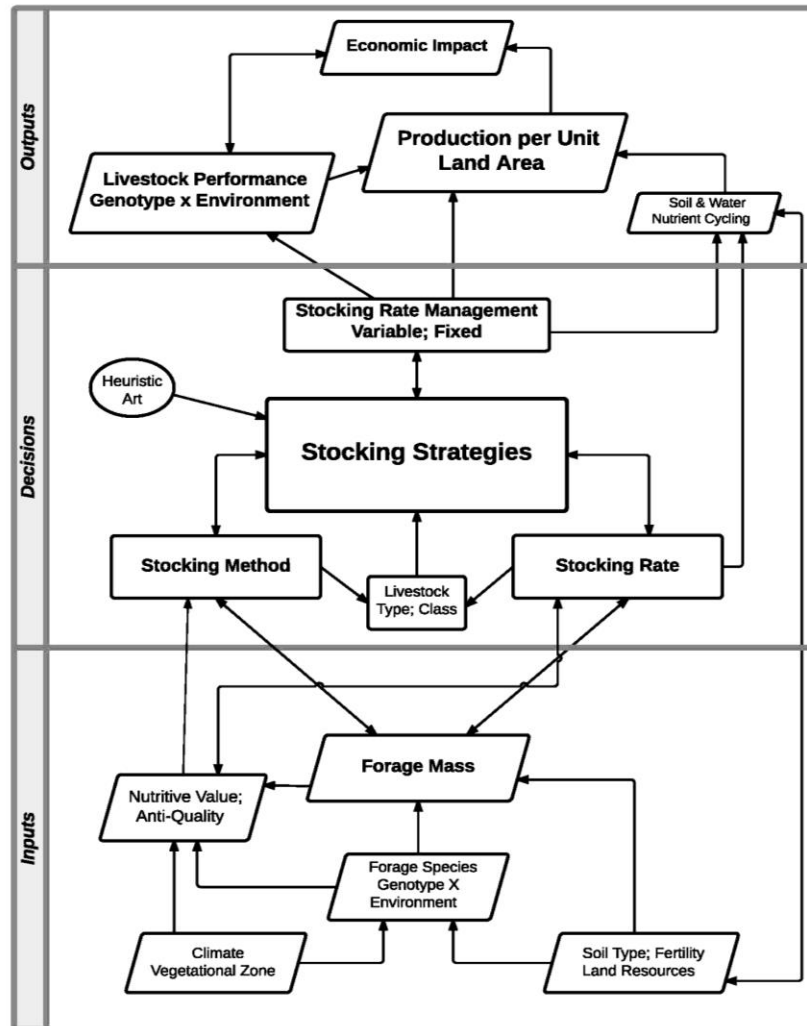 Outputs
Economic Impact
Production per Unit
Land Area
Livestock Performance
Genotype x Environment
Soil & Water
Nutrient Cycling
Decisions
Stocking Rate Management
Variable; Fixed
Heuristic
Art
Stocking Strategies
Stocking Method
Livestock
Type; Class
Stocking Rate
Inputs
Forage Mass
Nutritive Value;
Anti-Quality
Forage Species
Genotype X
Environment
Climate
Vegetational Zone
Soil Type; Fertility
Land Resources